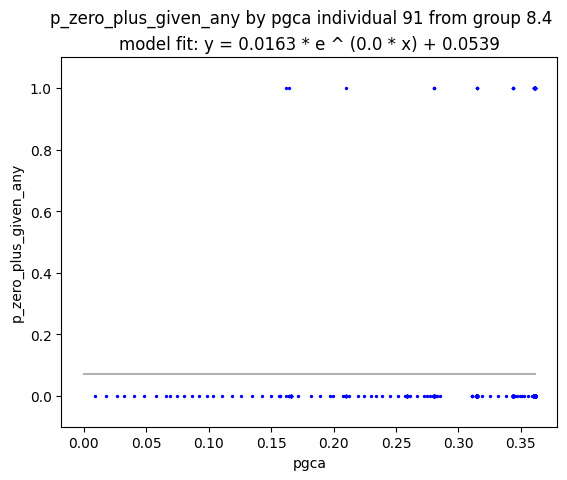 p_zero_plus_given_any by pgca individual 91 from group 8.4
model fit: y = 0.0163 * e ^ (0.0 * x) + 0.0539
1.0
0.8
0.6
0.4
0.2
0.0
p_zero_plus_given_any
0.00 0.05 0.10 0.15 0.20 0.25 0.30 0.35
pgca